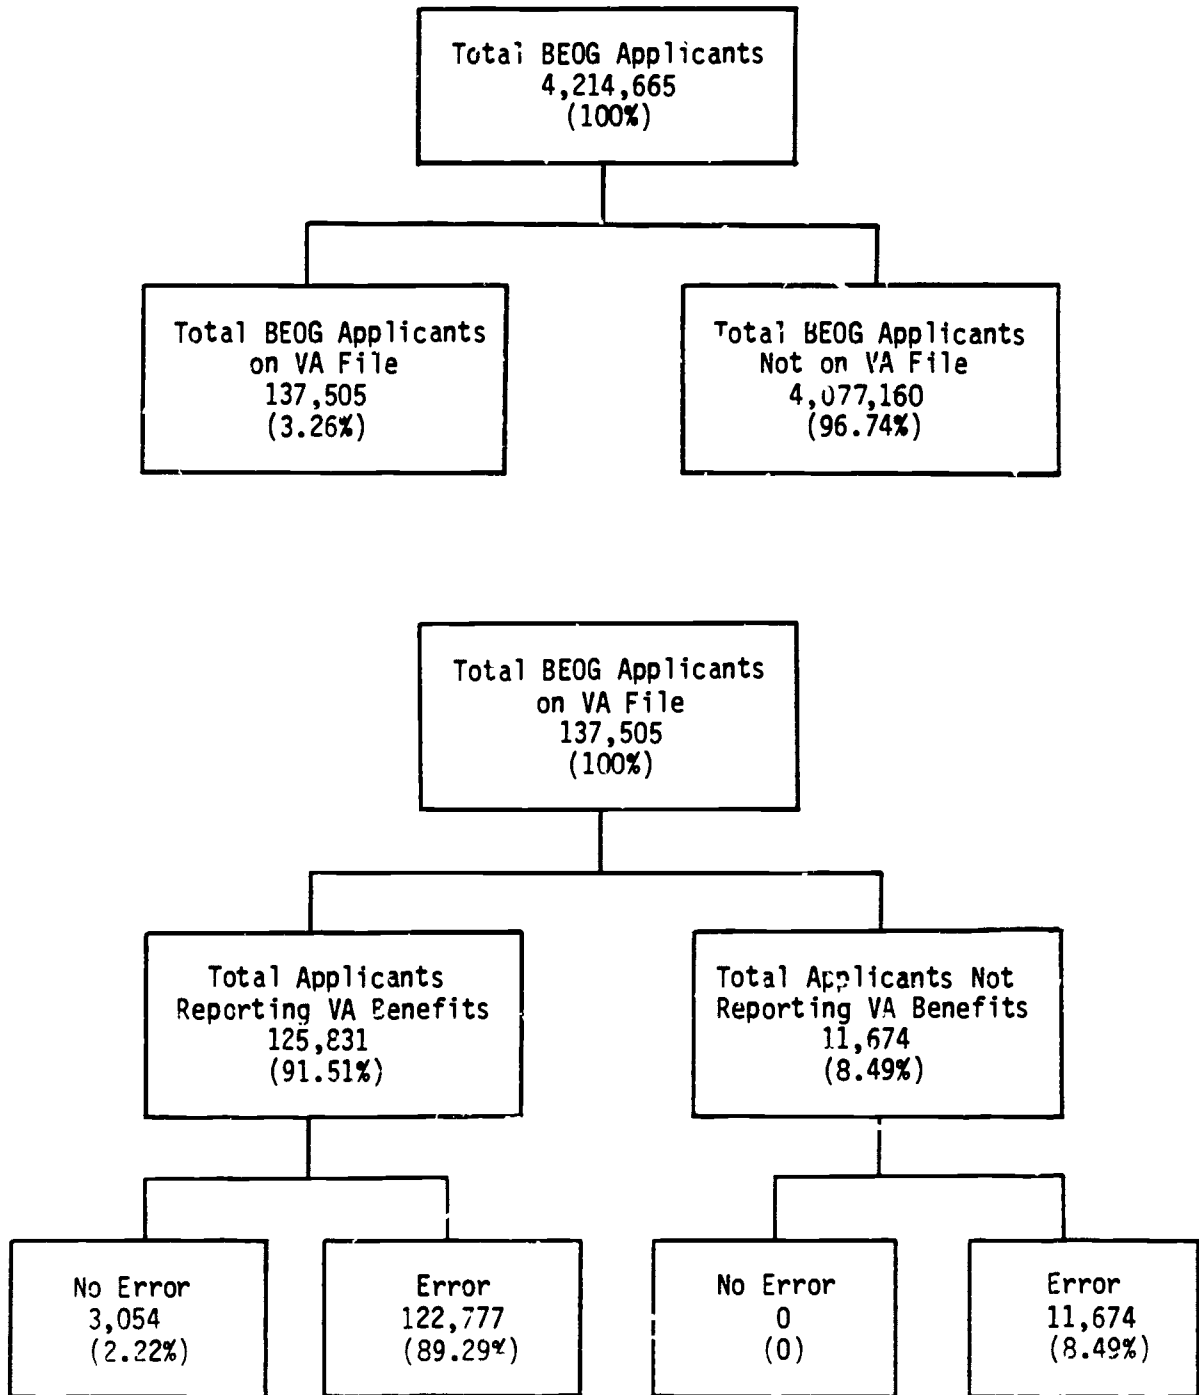 Total BEOG Applicants
4,214,665
(100%)
Total BEOG Applicants
on VA File
137,505
(3.26%)
Total BEOG Applicants
Not on VA File
4,077,160
(96.74%)
Total BEOG Applicants
on VA File
137,505
(100%)
Total Applicants
Reporting VA Benefits
125,831
(91.51%)
Total Applicants Not
Reporting VA Benefits
11,674
(8.49%)
No Error
3,054
(2.22%)
Error
122,777
(89.29%)
No Error
0
(0)
Error
11,674
(8.49%)